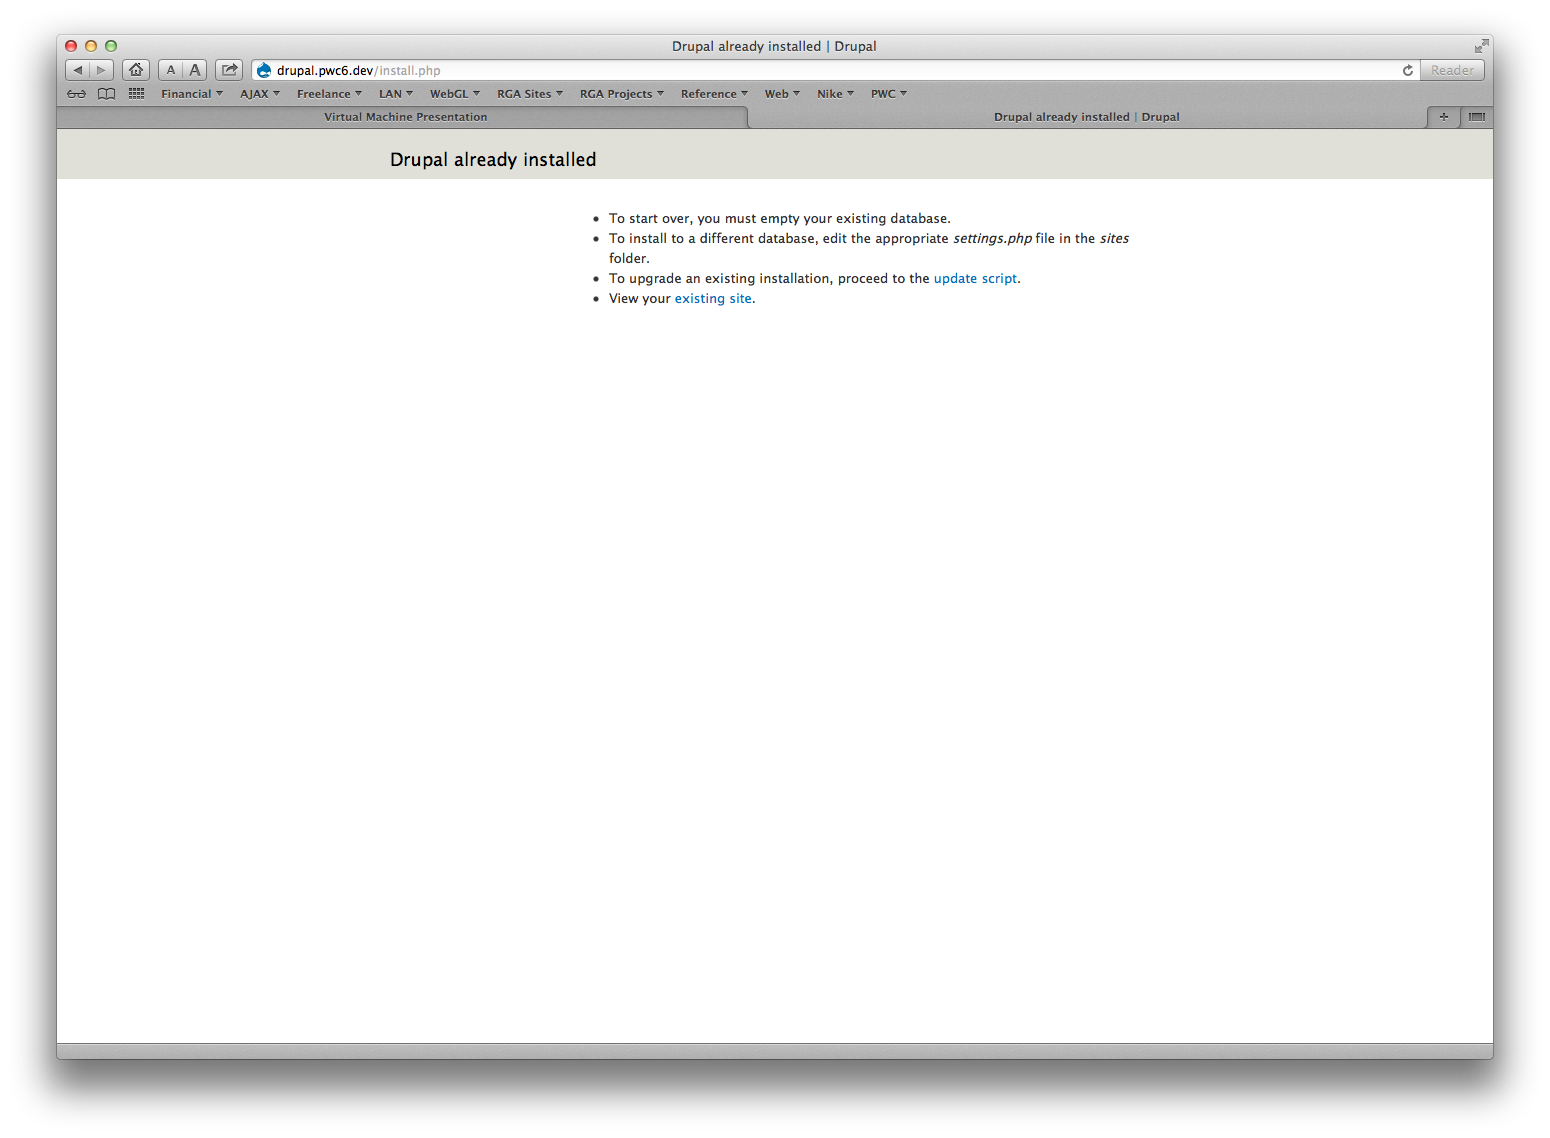 Drupal already installed | Drupal
A A drupal.pwc6.dev/install.php Reader
Financial AJAX Freelance LAN WebGL RGA Sites RGA Projects Reference Web Nike PWC
Virtual Machine Presentation Drupal already installed | Drupal
Drupal already installed
• To start over, you must empty your existing database.
• To install to a different database, edit the appropriate settings.php file in the sites
folder.
• To upgrade an existing installation, proceed to the update script.
• View your existing site.